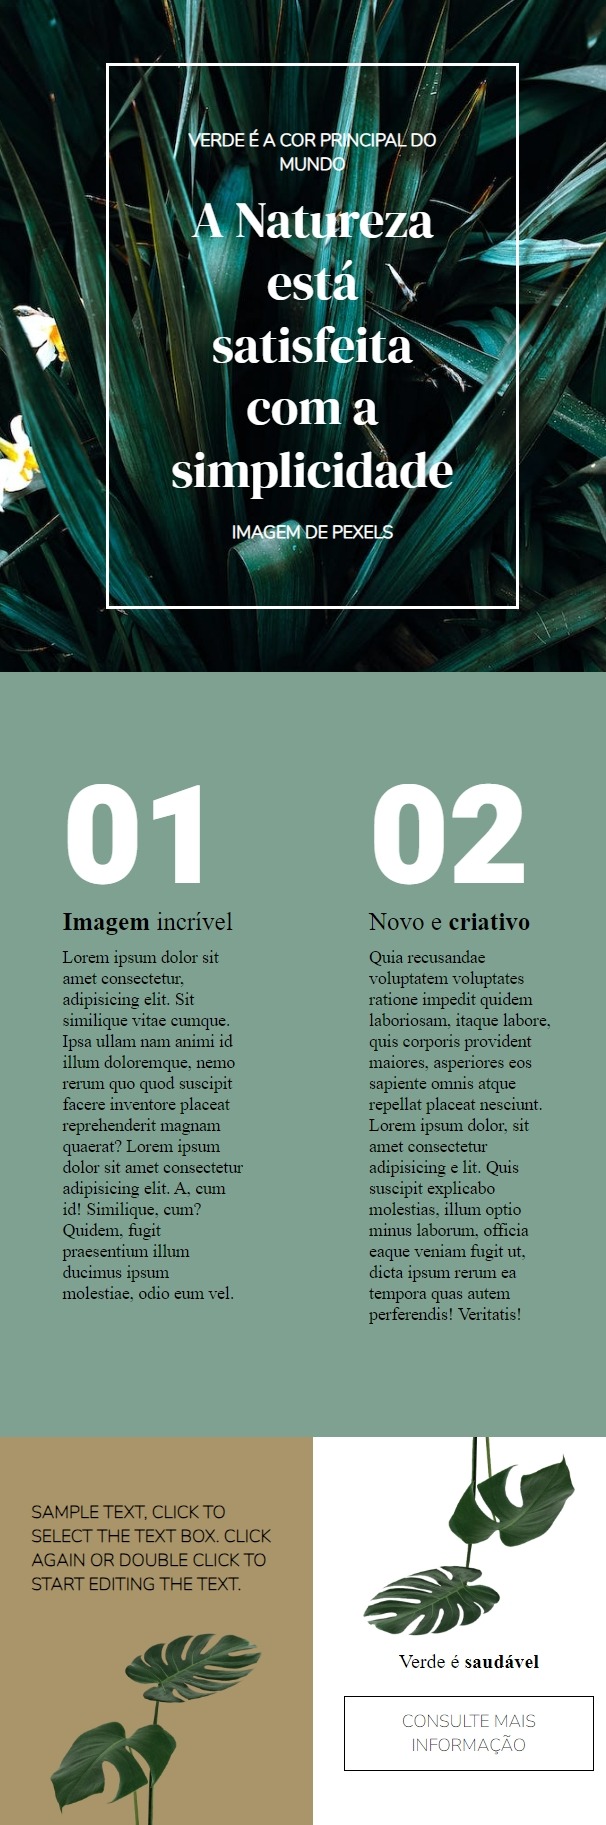 VERDE É A COR PRINCIPAL DO
MUNDO
A Natureza
está
satisfeita
com a
simplicidade
IMAGEM DE PEXELS
01
Imagem incrível
Lorem ipsum dolor sit
amet consectetur,
adipisicing elit. Sit
similique vitae cumque.
Ipsa ullam nam animi id
illum doloremque, nemo
rerum quo quod suscipit
facere inventore placeat
reprehenderit magnam
quaerat? Lorem ipsum
dolor sit amet consectetur
adipisicing elit. A, cum
id! Similique, cum?
Quidem, fugit
praesentium illum
ducimus ipsum
molestiae, odio eum vel.
02
Novo e criativo
Quia recusandae
voluptatem voluptates
ratione impedit quidem
laboriosam, itaque labore,
quis corporis provident
maiores, asperiores eos
sapiente omnis atque
repellat placeat nesciunt.
Lorem ipsum dolor, sit
amet consectetur
adipisicing e lit. Quis
suscipit explicabo
molestias, illum optio
minus laborum, officia
eaque veniam fugit ut,
dicta ipsum rerum ea
tempora quas autem
perferendis! Veritatis!
SAMPLE TEXT, CLICK TO
SELECT THE TEXT BOX. CLICK
AGAIN OR DOUBLE CLICK TO
START EDITING THE TEXT.
Verde é saudável
CONSULTE MAIS
INFORMAÇÃO